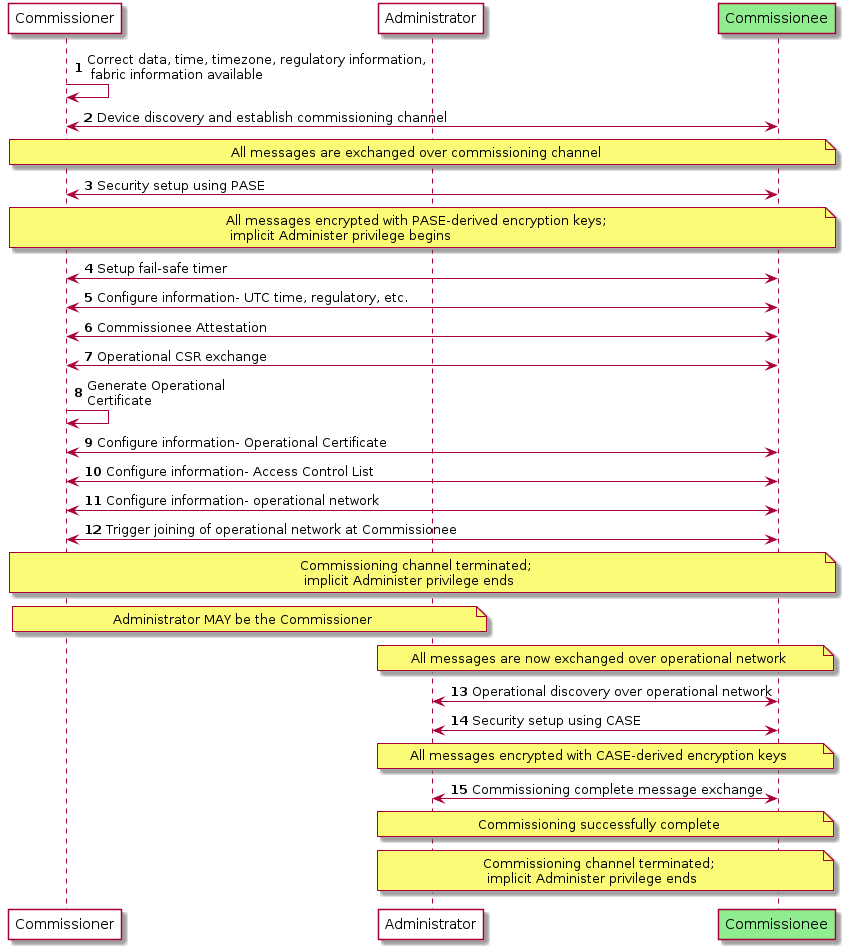 Commissioner
Administrator
Commissionee
1 Correct data, time, timezone, regulatory information,
fabric information available
2 Device discovery and establish commissioning channel
All messages are exchanged over commissioning channel
3 Security setup using PASE
All messages encrypted with PASE-derived encryption keys;
implicit Administer privilege begins
4 Setup fail-safe timer
5 Configure information- UTC time, regulatory, etc.
6 Commissionee Attestation
7 Operational CSR exchange
8 Generate Operational
Certificate
9 Configure information- Operational Certificate
10 Configure information- Access Control List
11 Configure information- operational network
12 Trigger joining of operational network at Commissionee
Commissioning channel terminated;
implicit Administer privilege ends
Administrator MAY be the Commissioner
All messages are now exchanged over operational network
13 Operational discovery over operational network
14 Security setup using CASE
All messages encrypted with CASE-derived encryption keys
15 Commissioning complete message exchange
Commissioning successfully complete
Commissioning channel terminated;
implicit Administer privilege ends
Commissioner
Administrator
Commissionee